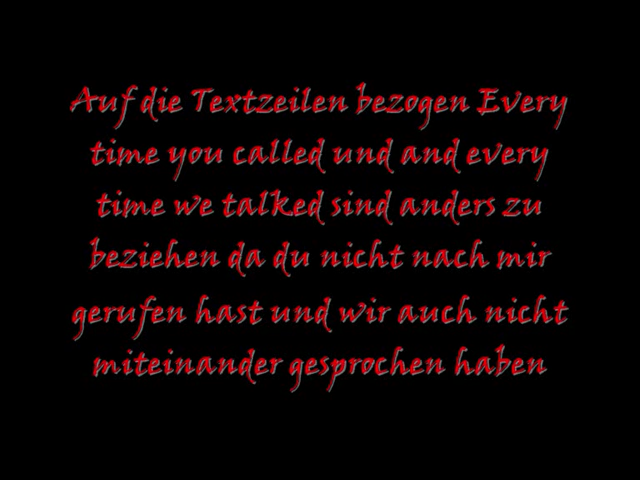 Auf die Textzeilen bezogen Every
time you called und and every
time we talked sind anders zu
beziehen da du nicht nach mir
gerufen hast und wir auch nicht
miteinander gesprochen haben